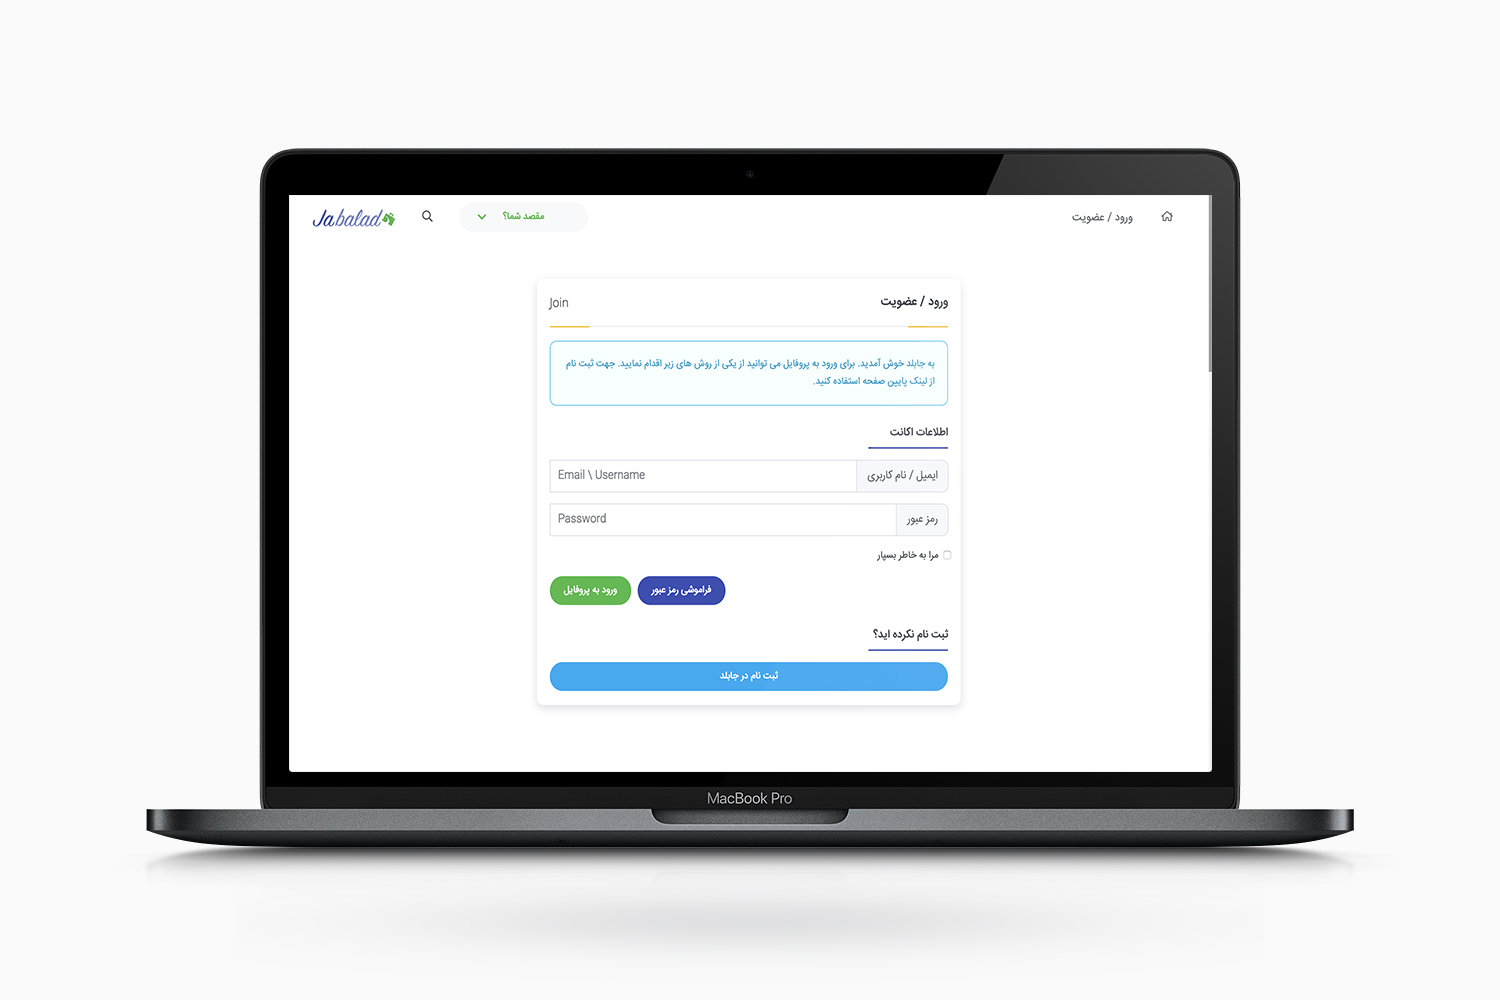 ورود / عضویت
مقصد شما؟
Jabalad
ورود / عضویت
Join
به جابلد خوش آمدید. برای ورود به پروفایل می توانید از یکی از روش های زیر اقدام نمایید. جهت ثبت نام
از لینک پایین صفحه استفاده کنید.
اطلاعات اکانت
ایمیل / نام کاربری
Email \ Username
رمز عبور
Password
مرا به خاطر بسپار
فراموشی رمز عبور
ورود به پروفایل
ثبت نام نکرده اید؟
ثبت نام در جابلد
MacBook Pro